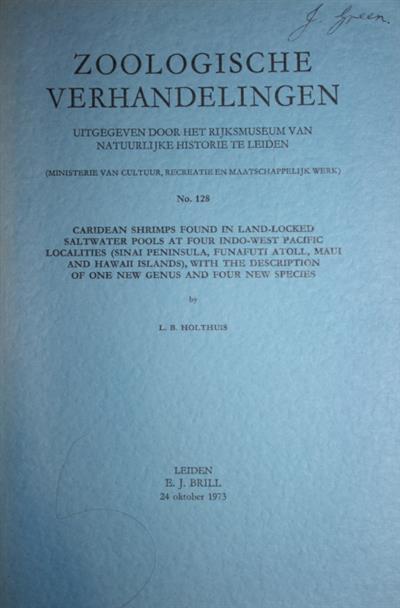 J. Green.
ZOOLOGISCHE
VERHANDELINGEN
UITGEGEVEN DOOR HET RIJKSMUSEUM VAN
NATUURLIJKE HISTORIE TE LEIDEN
(MINISTERIE VAN CULTUUR, RECREATIE EN MAATSCHAPPELIJK WERK)
No. 128
CARIDEAN SHRIMPS FOUND IN LAND-LOCKED
SALTWATER POOLS AT FOUR INDO-WEST PACIFIC
LOCALITIES (SINAI PENINSULA, FUNAFUTI ATOLL, MAUI
AND HAWAII ISLANDS), WITH THE DESCRIPTION
OF ONE NEW GENUS AND FOUR NEW SPECIES
by
L. B. HOLTHUIS
LEIDEN
E. J. BRILL
24 oktober 1973